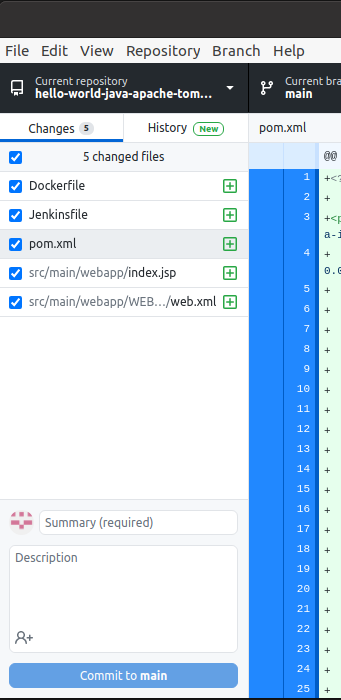 File Edit View Repository Branch Help
Current repository
hello-world-java-apache-tom...
Current bra
main
Changes 5
History New
pom.xml
5 changed files
@@
Dockerfile
Jenkinsfile
pom.xml
src/main/webapp/index.jsp
src/main/webapp/WEB.../web.xml
1 +<?
2 +
3 +<p
a-i
4 +
0.0
5 +
6 +
7 +
8 +
9 +
10 +
11 +
12 +
13 +
14 +
15 +
16 +
17 +
18 +
19 +
20 +
21 +
22 +
23 +
24 +
25 +
Summary (required)
Description
Commit to main